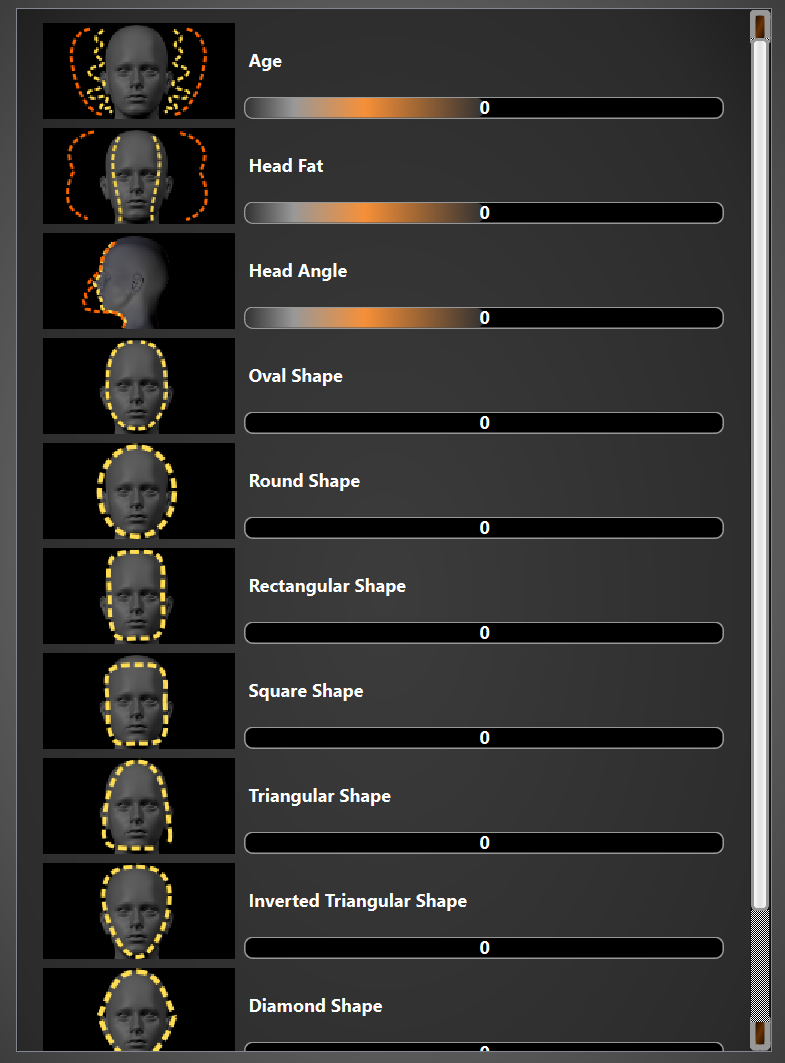 Age
0
Head Fat
0
Head Angle
0
Oval Shape
0
Round Shape
0
Rectangular Shape
0
Square Shape
0
Triangular Shape
0
Inverted Triangular Shape
0
Diamond Shape
0